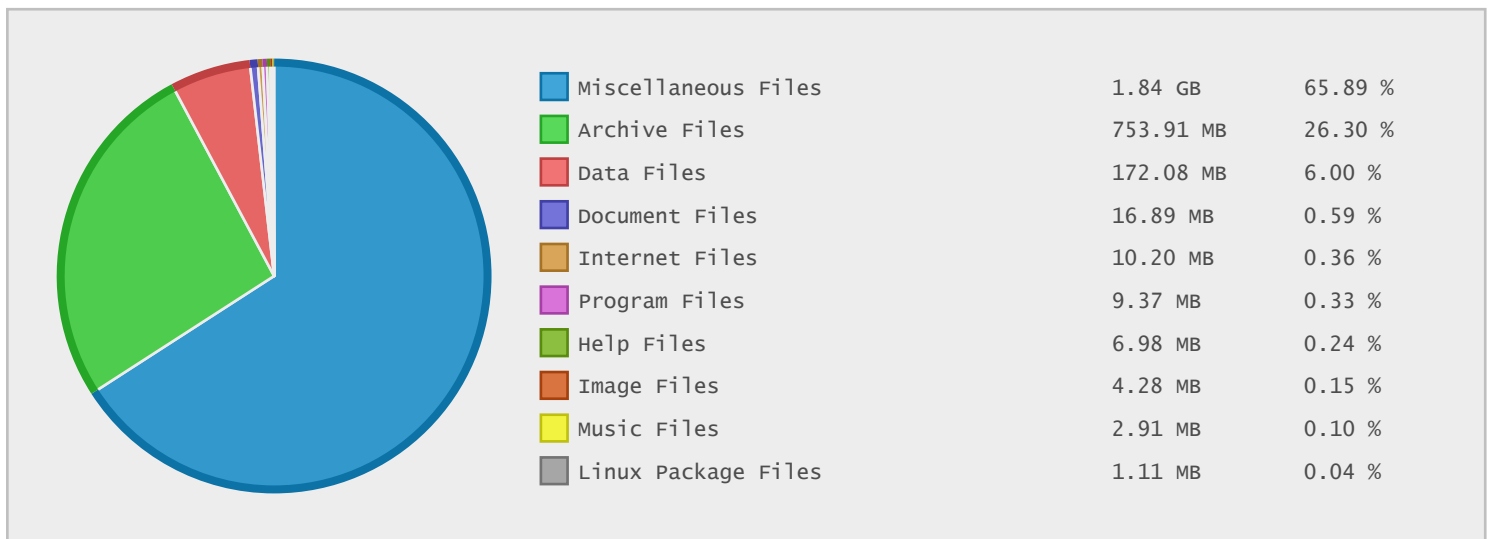 Miscellaneous Files 1.84 GB 65.89 %
Archive Files 753.91 MB 26.30 %
Data Files 172.08 MB 6.00 %
Document Files 16.89 MB 0.59 %
Internet Files 10.20 MB 0.36 %
Program Files 9.37 MB 0.33 %
Help Files 6.98 MB 0.24 %
Image Files 4.28 MB 0.15 %
Music Files 2.91 MB 0.10 %
Linux Package Files 1.11 MB 0.04 %